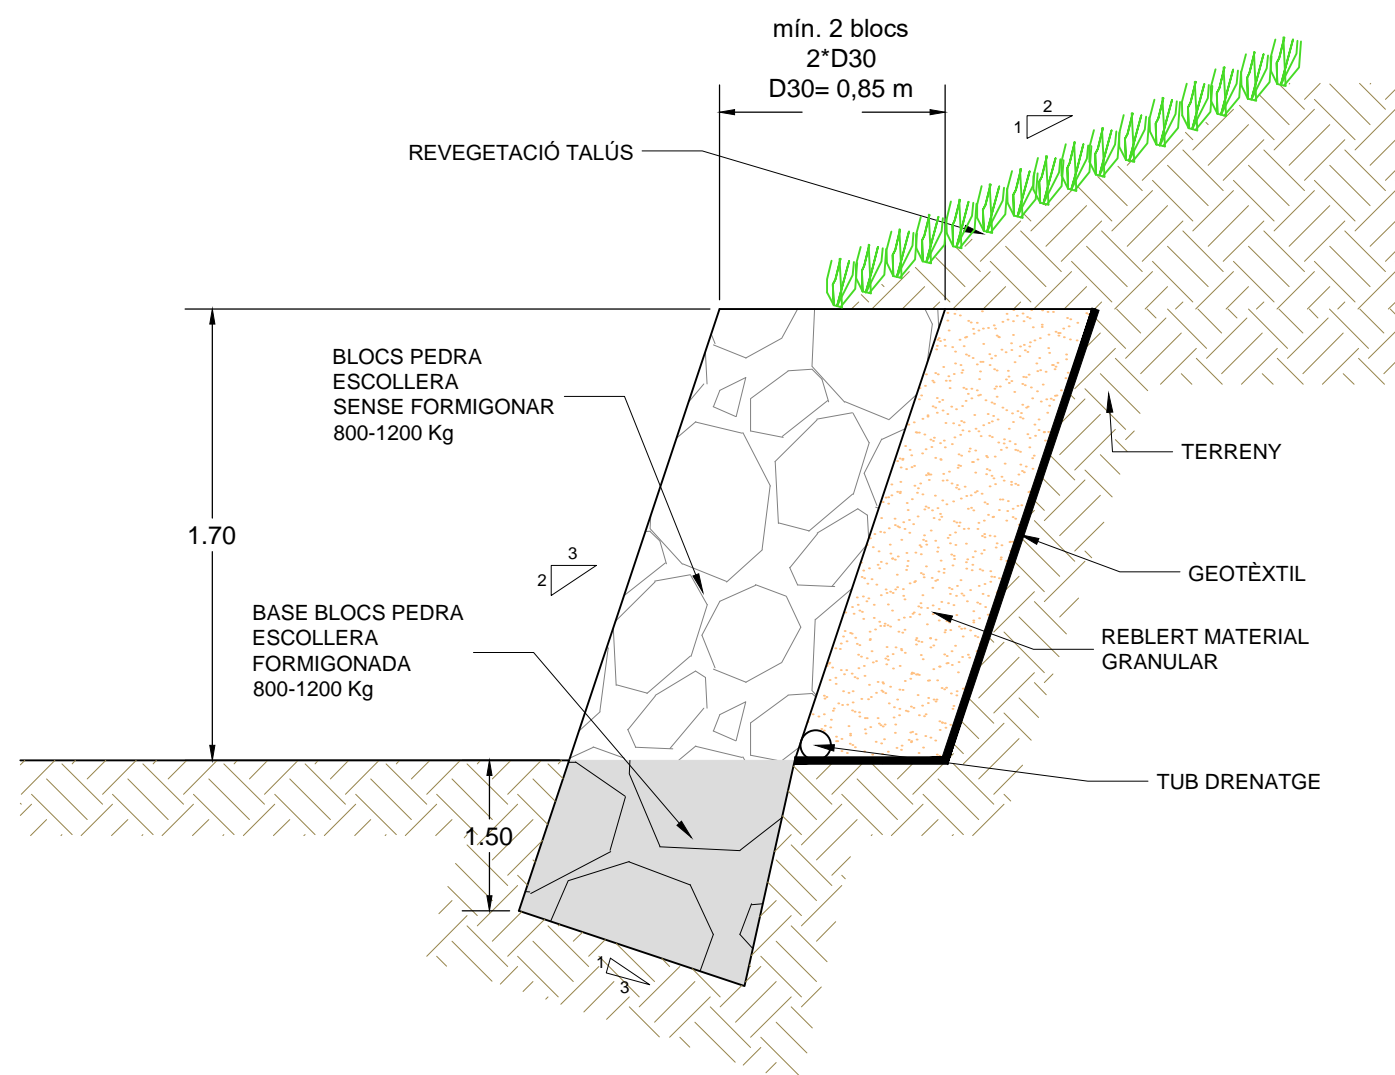 mín. 2 blocs
2*D30
D30= 0,85 m
2
1
REVEGETACIÓ TALÚS
BLOCS PEDRA
ESCOLLERA
SENSE FORMIGONAR
800-1200 Kg
TERRENY
1.70
3
2
GEOTÈXTIL
BASE BLOCS PEDRA
ESCOLLERA
FORMIGONADA
800-1200 Kg
REBLERT MATERIAL
GRANULAR
TUB DRENATGE
1.50
1
3